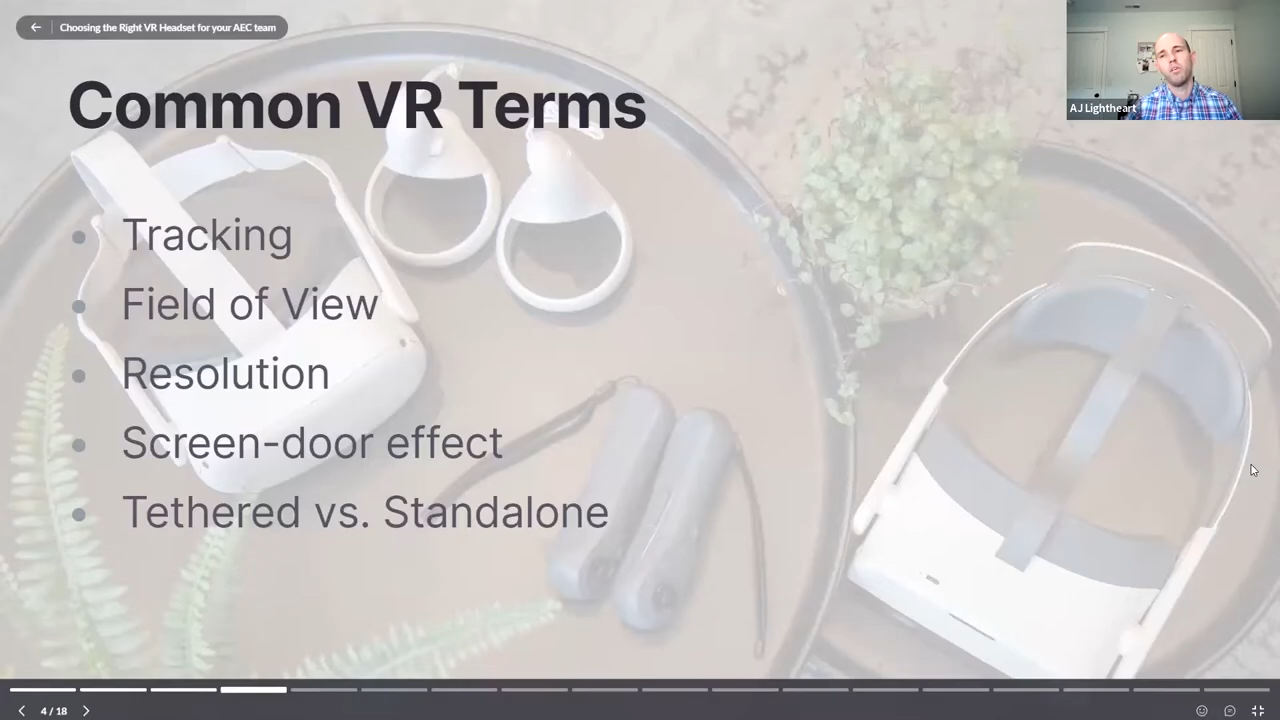 Choosing the Right VR Headset for your AEC team
AJ Lightheart
Common VR Terms
• Tracking
• Field of View
• Resolution
• Screen-door effect
• Tethered vs. Standalone
4 / 18